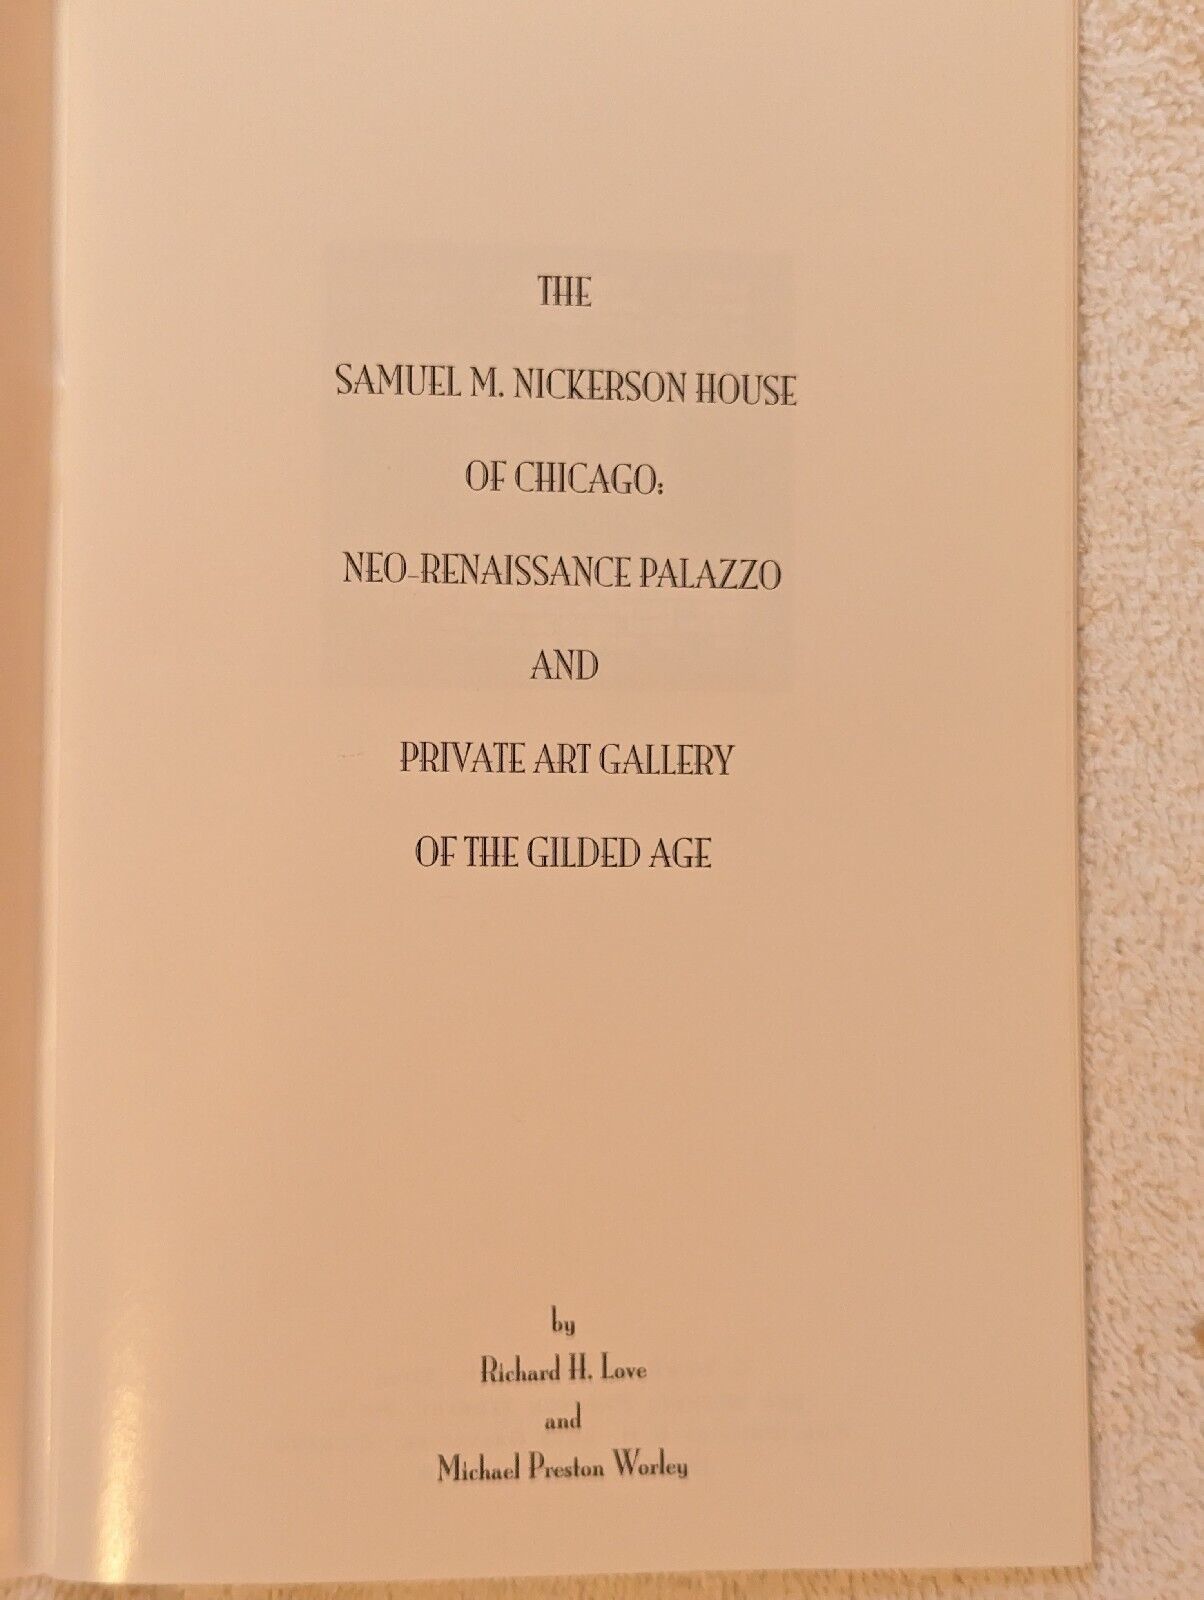 THE
SAMUEL M. NICKERSON HOUSE
OF CHICAGO:
NEO-RENAISSANCE PALAZZO
AND
PRIVATE ART GALLERY
OF THE GILDED AGE
by
Richard H. Love
and
Michael Preston Worley